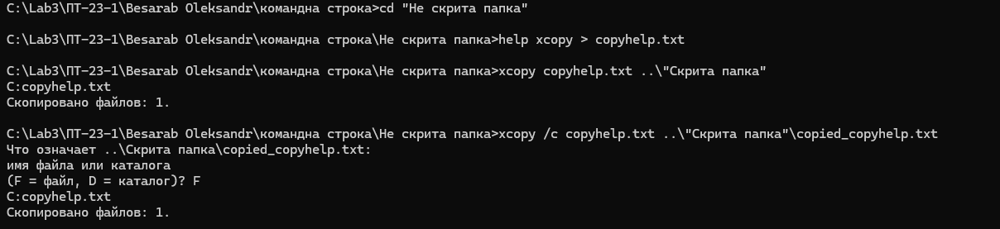 C:\Lab3\ПТ-23-1\Besarab Oleksandr\командна строка>cd "Не скрита папка"
C:\Lab3\ПТ-23-1\Besarab Oleksandr\командна строка\Не скрита папка>help xcopy > copyhelp.txt
C:\Lab3\ПТ-23-1\Besarab Oleksandr\командна строка\Не скрита папка>xcopy copyhelp.txt ..\"Скрита папка"
C:copyhelp.txt
Скопировано файлов: 1.
C:\Lab3\ПТ-23-1\Besarab Oleksandr\командна строка\Не скрита папка>xcopy /c copyhelp.txt ..\"Скрита папка"\copied_copyhelp.txt
Что означает ..\Скрита папка\copied_copyhelp.txt:
имя файла или каталога
(F = файл, D = каталог)? F
C:copyhelp.txt
Скопировано файлов: 1.